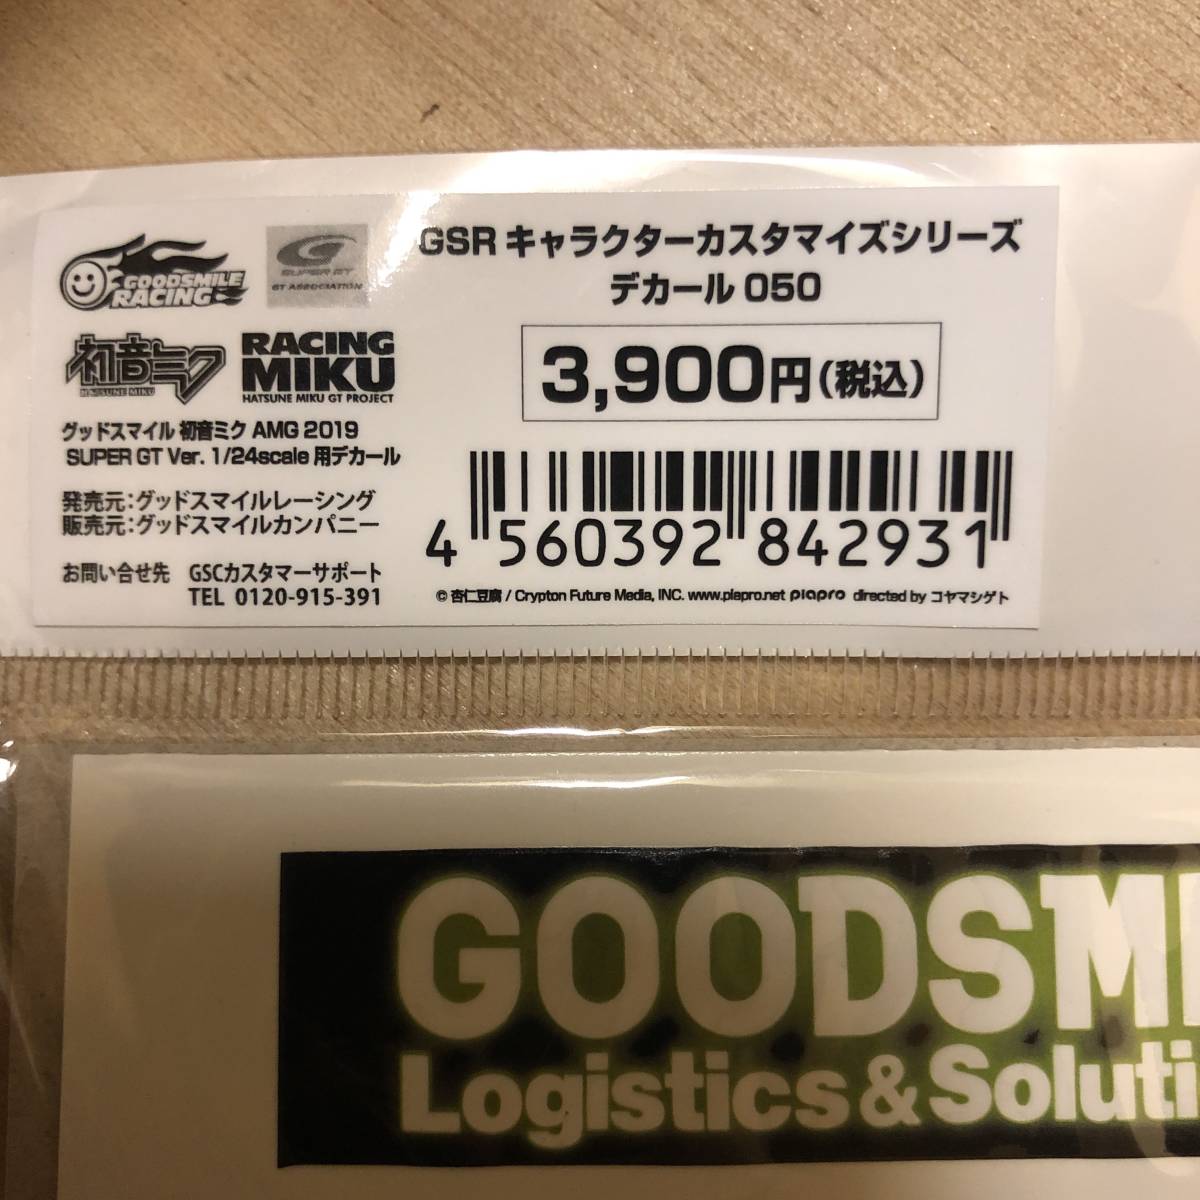 GOODSMILE
RACING
SUPER GT
GT ASSOCIATION
GSR キャラクターカスタマイズシリーズ
デカール 050
初音ミク
HATSUNE MIKU
RACING
MIKU
HATSUNE MIKU GT PROJECT
3,900円(税込)
グッドスマイル 初音ミク AMG 2019
SUPER GT Ver. 1/24scale 用デカール
発売元:グッドスマイルレーシング
販売元:グッドスマイルカンパニー
お問い合せ先 GSCカスタマーサポート
TEL 0120-915-391
4 560392 842931
© 杏仁豆腐 / Crypton Future Media, INC. www.piapro.net piapro directed by コヤマシゲト
GOODSMI
Logistics&Soluti